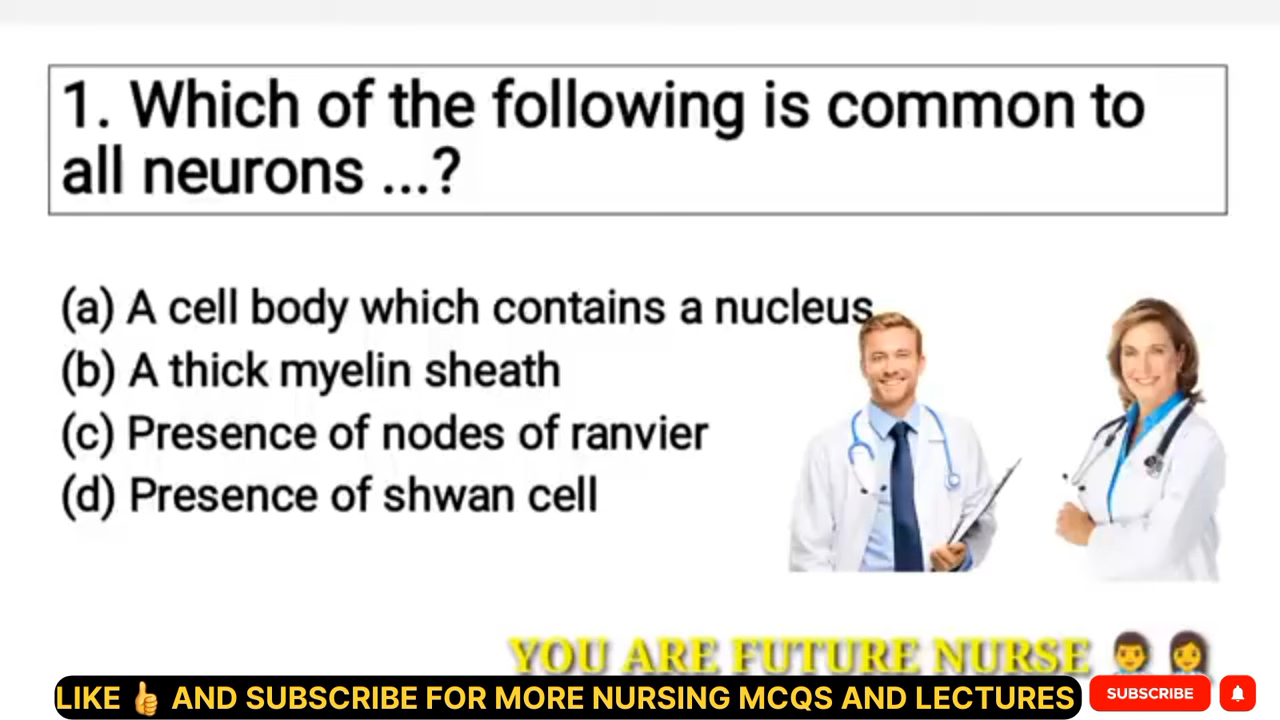 1. Which of the following is common to
all neurons ...?
(a) A cell body which contains a nucleus
(b) A thick myelin sheath
(c) Presence of nodes of ranvier
(d) Presence of shwan cell
YOU ARE FUTURE NURSE 👨‍⚕️ 👩‍⚕️
LIKE 👍 AND SUBSCRIBE FOR MORE NURSING MCQS AND LECTURES SUBSCRIBE